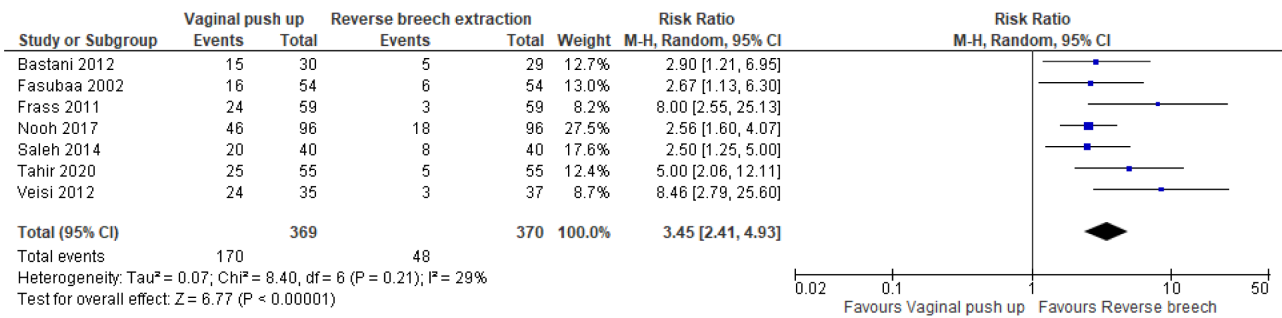 Vaginal push up Reverse breech extraction Risk Ratio Risk Ratio
Study or Subgroup Events Total Events Total Weight M-H, Random, 95% CI M-H, Random, 95% CI
Bastani 2012 15 30 5 29 12.7% 2.90 [1.21, 6.95]
Fasubaa 2002 16 54 6 54 13.0% 2.67 [1.13, 6.30]
Frass 2011 24 59 3 59 8.2% 8.00 [2.55, 25.13]
Nooh 2017 46 96 18 96 27.5% 2.56 [1.60, 4.07]
Saleh 2014 20 40 8 40 17.6% 2.50 [1.25, 5.00]
Tahir 2020 25 55 5 55 12.4% 5.00 [2.06, 12.11]
Veisi 2012 24 35 3 37 8.7% 8.46 [2.79, 25.60]
Total (95% CI) 369 370 100.0% 3.45 [2.41, 4.93]
Total events 170 48
Heterogeneity: Tau² = 0.07; Chi² = 8.40, df = 6 (P = 0.21); I² = 29%
Test for overall effect: Z = 6.77 (P < 0.00001)
0.02 0.1 1 10 50
Favours Vaginal push up Favours Reverse breech